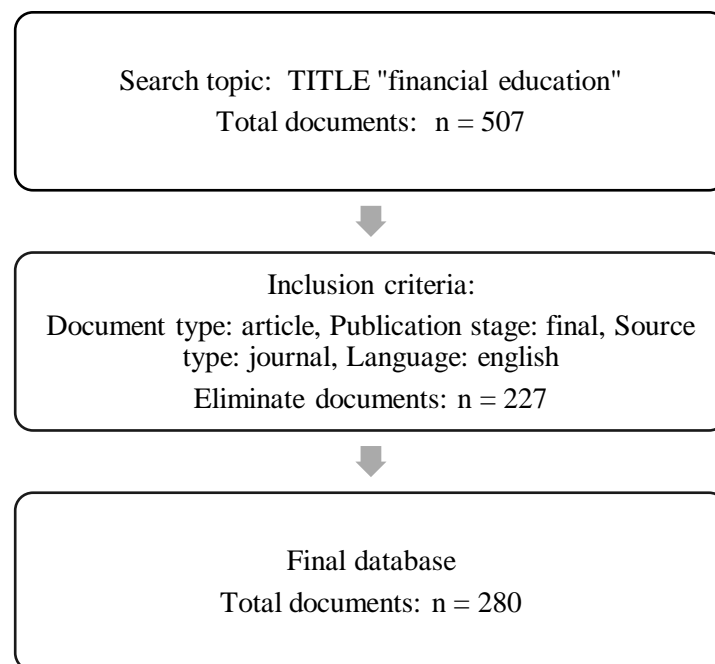 Search topic: TITLE "financial education"
Total documents: n = 507
Inclusion criteria:
Document type: article, Publication stage: final, Source
type: journal, Language: english
Eliminate documents: n = 227
Final database
Total documents: n = 280